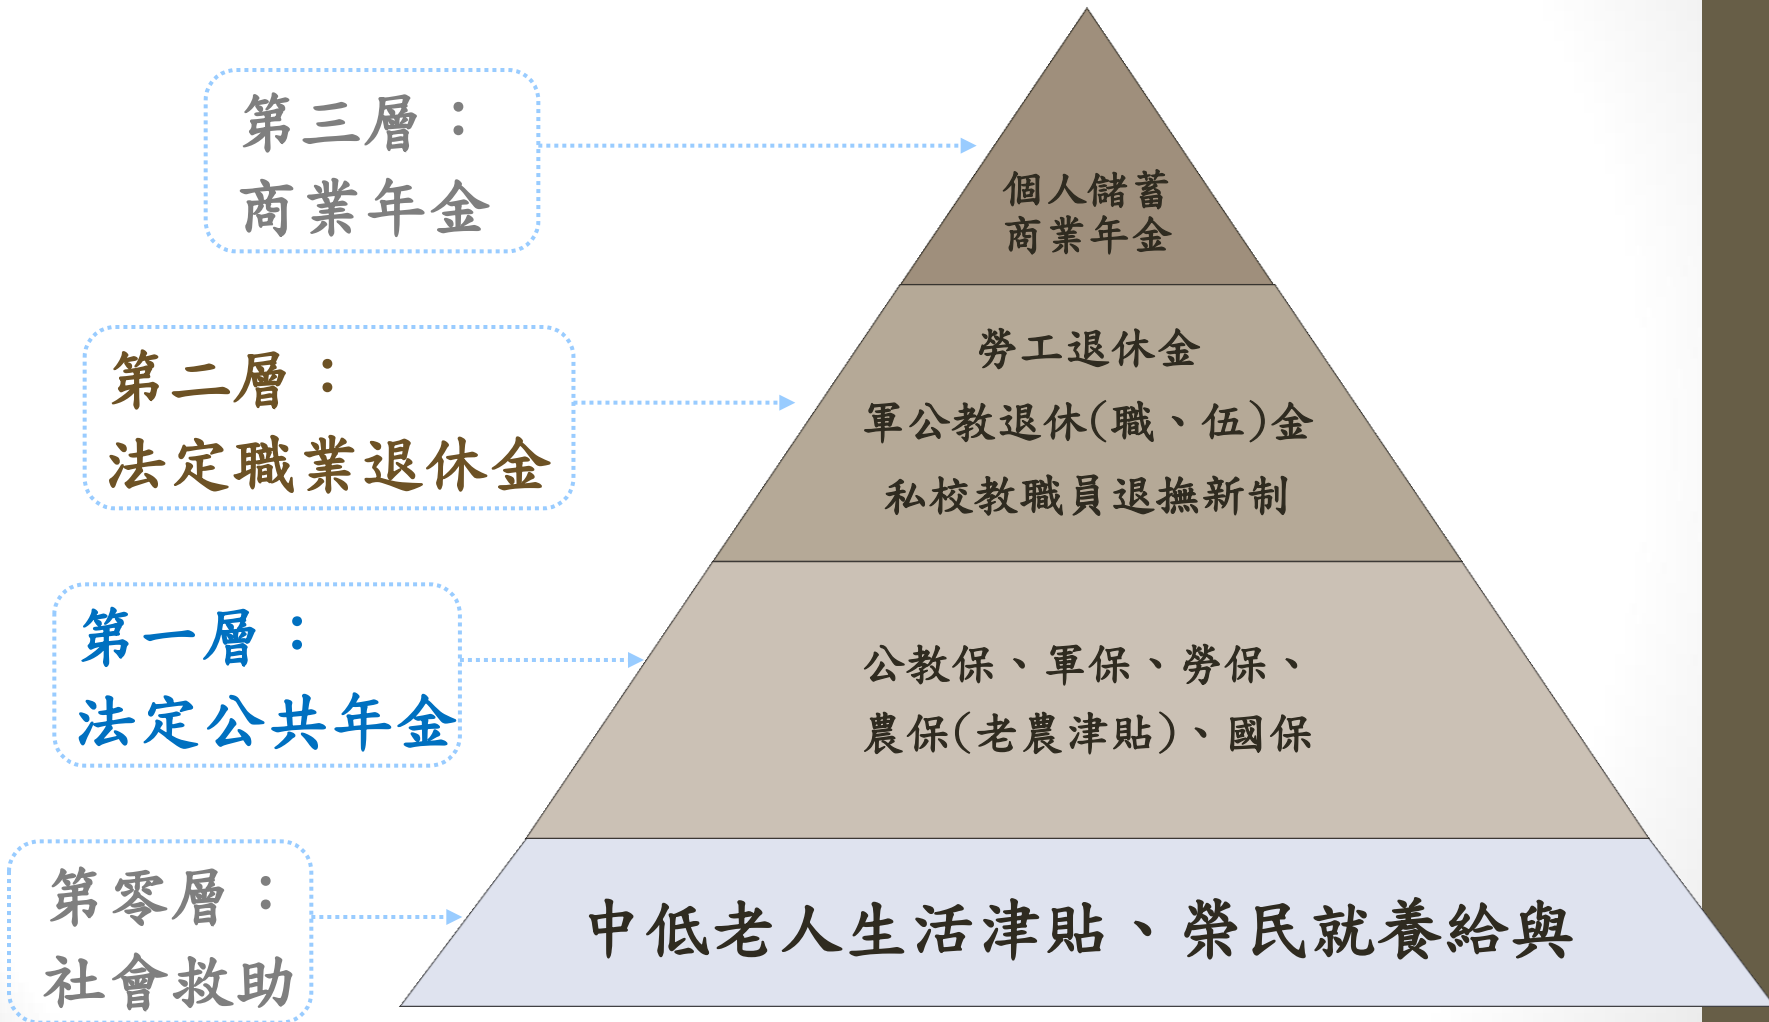 第三層：
商業年金
個人儲蓄
商業年金
第二層：
法定職業退休金
勞工退休金
軍公教退休(職、伍)金
私校教職員退撫新制
第一層：
法定公共年金
公教保、軍保、勞保、
農保(老農津貼)、國保
第零層：
社會救助
中低老人生活津貼、榮民就養給與